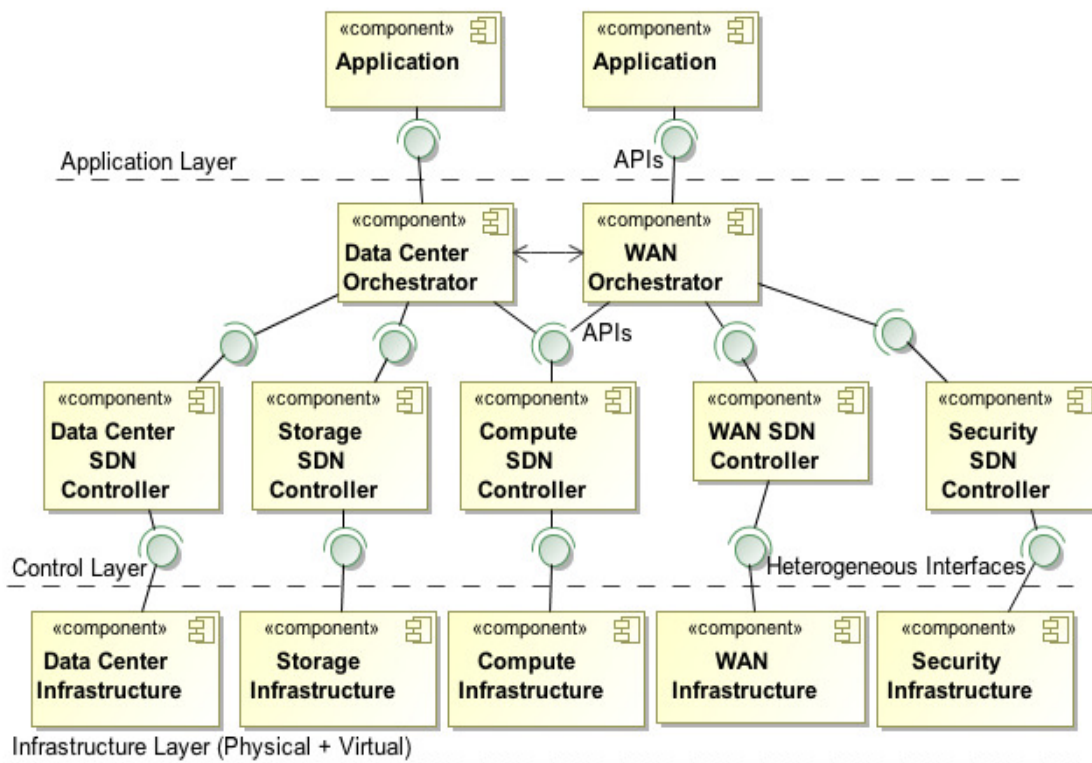 «component»
Application
«component»
Application
Application Layer
APIs
«component»
Data Center
Orchestrator
«component»
WAN
Orchestrator
APIs
«component»
Data Center
SDN
Controller
«component»
Storage
SDN
Controller
«component»
Compute
SDN
Controller
«component»
WAN SDN
Controller
«component»
Security
SDN
Controller
Control Layer
Heterogeneous Interfaces
«component»
Data Center
Infrastructure
«component»
Storage
Infrastructure
«component»
Compute
Infrastructure
«component»
WAN
Infrastructure
«component»
Security
Infrastructure
Infrastructure Layer (Physical + Virtual)